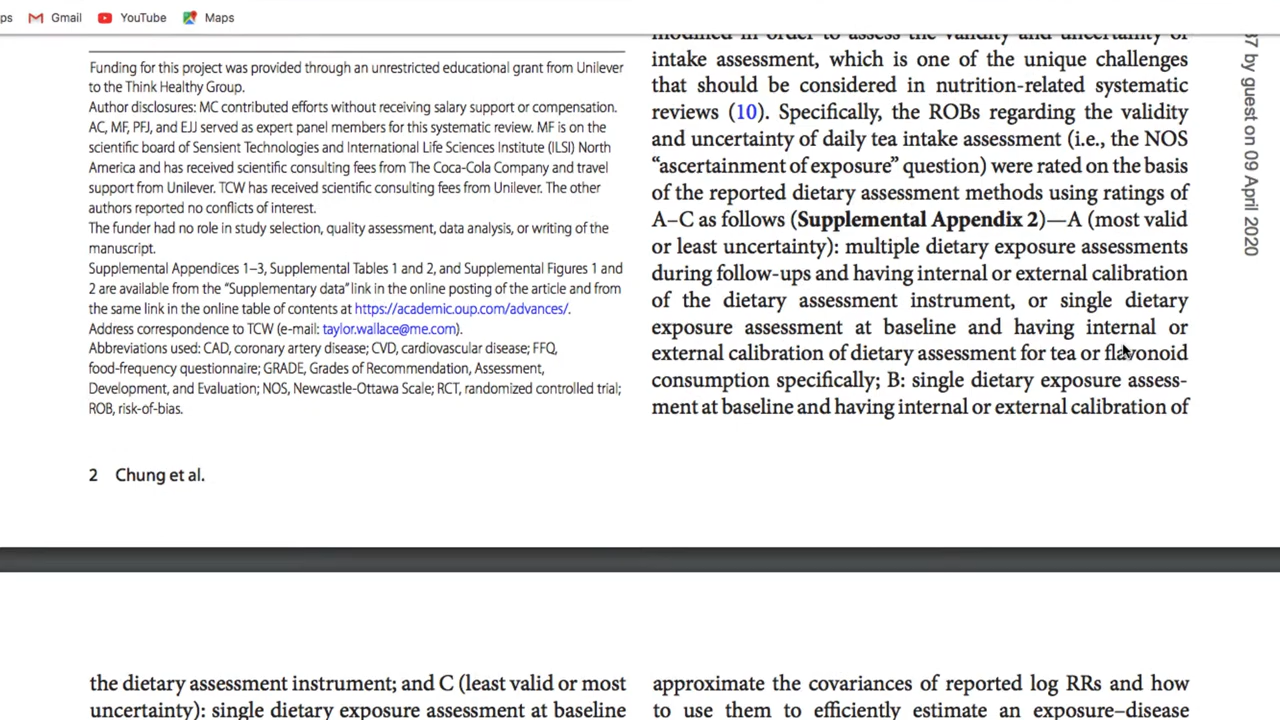 ps Gmail YouTube Maps
Funding for this project was provided through an unrestricted educational grant from Unilever
to the Think Healthy Group.
Author disclosures: MC contributed efforts without receiving salary support or compensation.
AC, MF, PFJ, and EJJ served as expert panel members for this systematic review. MF is on the
scientific board of Sensient Technologies and International Life Sciences Institute (ILSI) North
America and has received scientific consulting fees from The Coca-Cola Company and travel
support from Unilever. TCW has received scientific consulting fees from Unilever. The other
authors reported no conflicts of interest.
The funder had no role in study selection, quality assessment, data analysis, or writing of the
manuscript.
Supplemental Appendices 1–3, Supplemental Tables 1 and 2, and Supplemental Figures 1 and
2 are available from the “Supplementary data” link in the online posting of the article and from
the same link in the online table of contents at https://academic.oup.com/advances/.
Address correspondence to TCW (e-mail: taylor.wallace@me.com).
Abbreviations used: CAD, coronary artery disease; CVD, cardiovascular disease; FFQ,
food-frequency questionnaire; GRADE, Grades of Recommendation, Assessment,
Development, and Evaluation; NOS, Newcastle-Ottawa Scale; RCT, randomized controlled trial;
ROB, risk-of-bias.
2 Chung et al.
modified in order to assess the validity and uncertainty of
intake assessment, which is one of the unique challenges
that should be considered in nutrition-related systematic
reviews (10). Specifically, the ROBs regarding the validity
and uncertainty of daily tea intake assessment (i.e., the NOS
“ascertainment of exposure” question) were rated on the basis
of the reported dietary assessment methods using ratings of
A–C as follows (Supplemental Appendix 2)—A (most valid
or least uncertainty): multiple dietary exposure assessments
during follow-ups and having internal or external calibration
of the dietary assessment instrument, or single dietary
exposure assessment at baseline and having internal or
external calibration of dietary assessment for tea or flavonoid
consumption specifically; B: single dietary exposure assess-
ment at baseline and having internal or external calibration of
37 by guest on 09 April 2020
the dietary assessment instrument; and C (least valid or most
uncertainty): single dietary exposure assessment at baseline
approximate the covariances of reported log RRs and how
to use them to efficiently estimate an exposure–disease